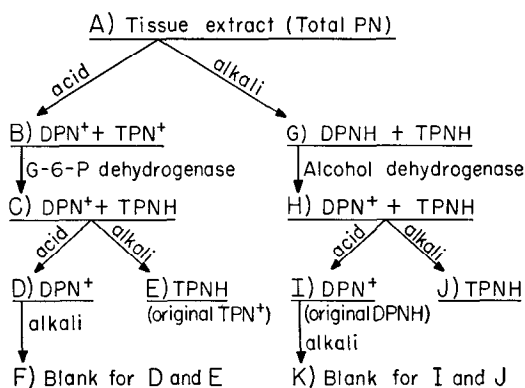 A) Tissue extract (Total PN)
acid
alkali
B) DPN⁺ + TPN⁺
G) DPNH + TPNH
G-6-P dehydrogenase
Alcohol dehydrogenase
C) DPN⁺ + TPNH
H) DPN⁺ + TPNH
acid
alkali
acid
alkali
D) DPN⁺
E) TPNH
I) DPN⁺
J) TPNH
(original TPN⁺)
(original DPNH)
alkali
alkali
F) Blank for D and E
K) Blank for I and J